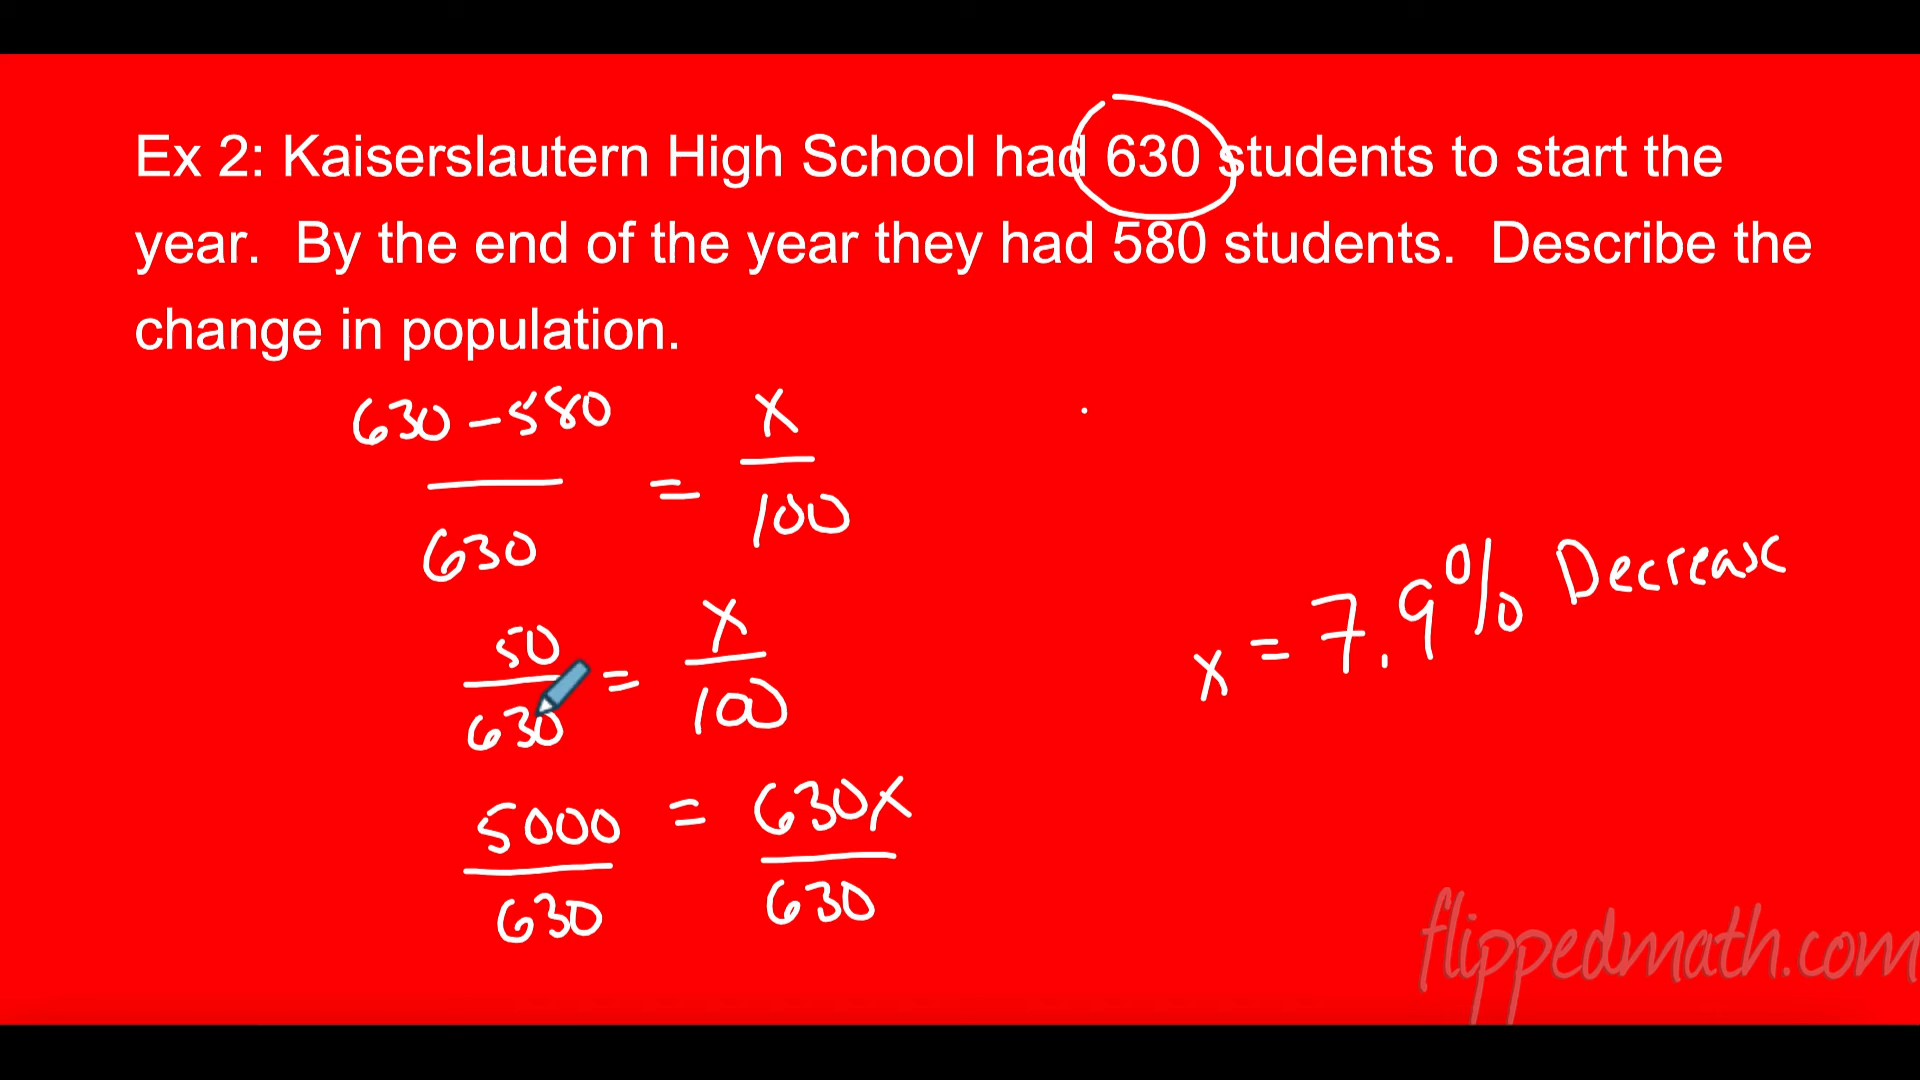 Ex 2: Kaiserslautern High School had 630 students to start the
year. By the end of the year they had 580 students. Describe the
change in population.
630 - 580 / 630 = x / 100
50 / 630 = x / 100
5000 / 630 = 630x / 630
x = 7.9% Decrease
flippedmath.com